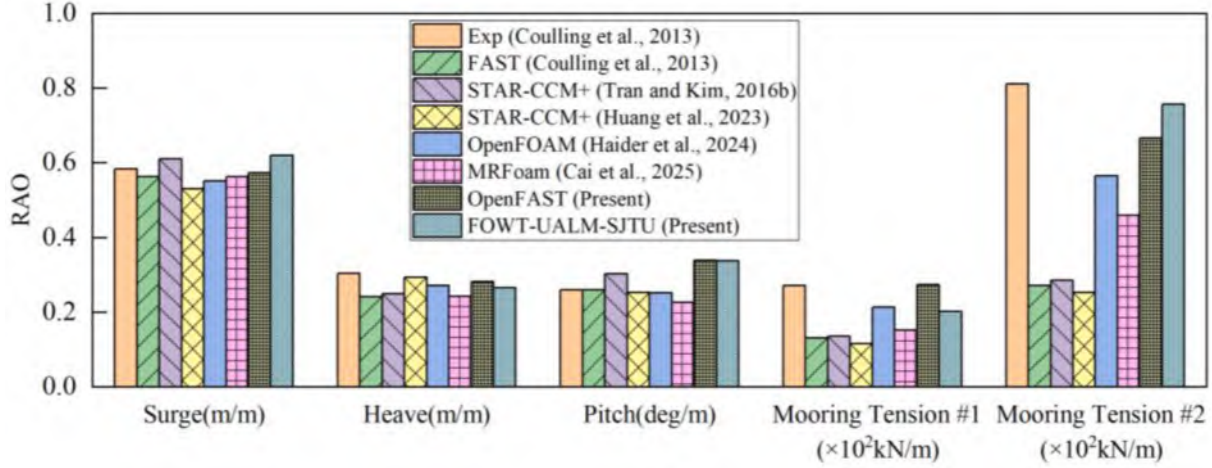 1.0
0.8
0.6
0.4
0.2
0.0
RAO
Exp (Coulling et al., 2013)
FAST (Coulling et al., 2013)
STAR-CCM+ (Tran and Kim, 2016b)
STAR-CCM+ (Huang et al., 2023)
OpenFOAM (Haider et al., 2024)
MRFoam (Cai et al., 2025)
OpenFAST (Present)
FOWT-UALM-SJTU (Present)
Surge(m/m)
Heave(m/m)
Pitch(deg/m)
Mooring Tension #1
(×10²kN/m)
Mooring Tension #2
(×10²kN/m)